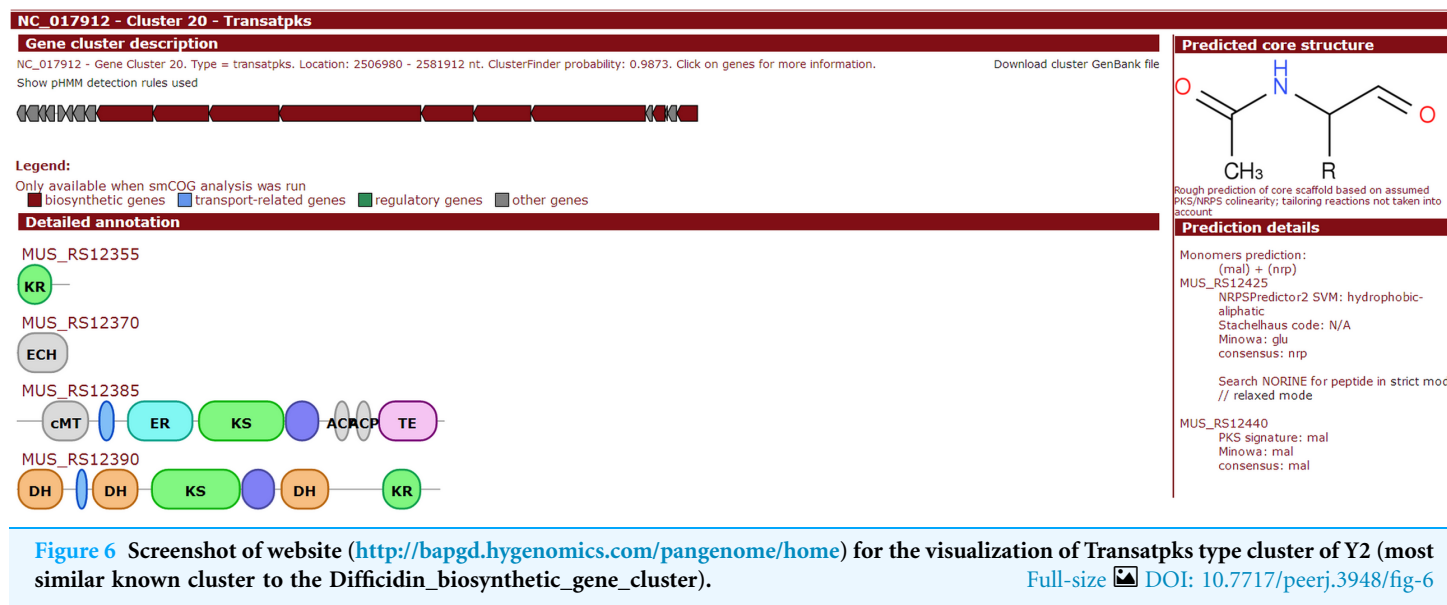 NC_017912 - Cluster 20 - Transatpks
Gene cluster description
NC_017912 - Gene Cluster 20. Type = transatpks. Location: 2506980 - 2581912 nt. ClusterFinder probability: 0.9873. Click on genes for more information.
Download cluster GenBank file
Show pHMM detection rules used
Legend:
Only available when smCOG analysis was run
biosynthetic genes transport-related genes regulatory genes other genes
Detailed annotation
MUS_RS12355
KR
MUS_RS12370
ECH
MUS_RS12385
cMT ER KS ACP ACP TE
MUS_RS12390
DH DH KS DH KR
Predicted core structure
H
O N
O
CH₃ R
Rough prediction of core scaffold based on assumed
PKS/NRPS colinearity; tailoring reactions not taken into
account
Prediction details
Monomers prediction:
(mal) + (nrp)
MUS_RS12425
NRPSPredictor2 SVM: hydrophobic-
aliphatic
Stachelhaus code: N/A
Minowa: glu
consensus: nrp
Search NORINE for peptide in strict mod
// relaxed mode
MUS_RS12440
PKS signature: mal
Minowa: mal
consensus: mal
Figure 6 Screenshot of website (http://bapgd.hygenomics.com/pangenome/home) for the visualization of Transatpks type cluster of Y2 (most
similar known cluster to the Difficidin_biosynthetic_gene_cluster).
Full-size DOI: 10.7717/peerj.3948/fig-6